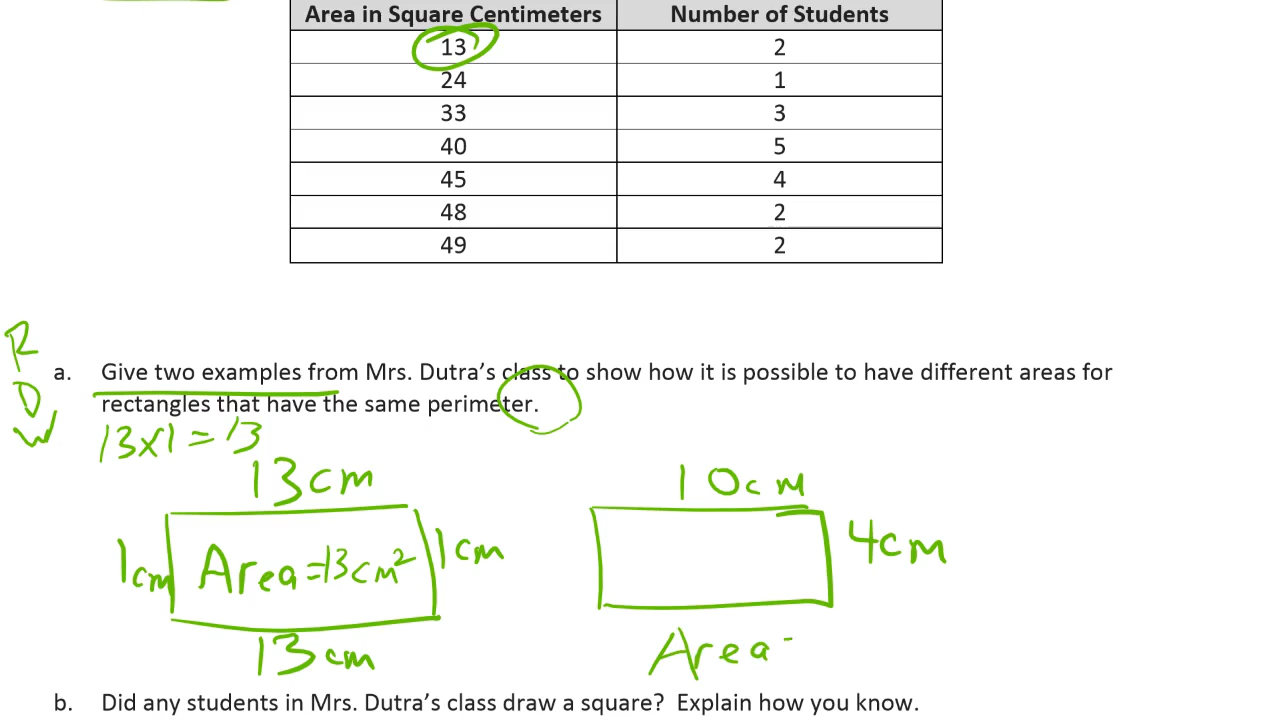 Area in Square Centimeters Number of Students
13 2
24 1
33 3
40 5
45 4
48 2
49 2
R
D
W
a. Give two examples from Mrs. Dutra’s class to show how it is possible to have different areas for
rectangles that have the same perimeter.
13x1=13
13cm 10cm
1cm Area=13cm² 1cm 4cm
13cm Area
b. Did any students in Mrs. Dutra’s class draw a square? Explain how you know.